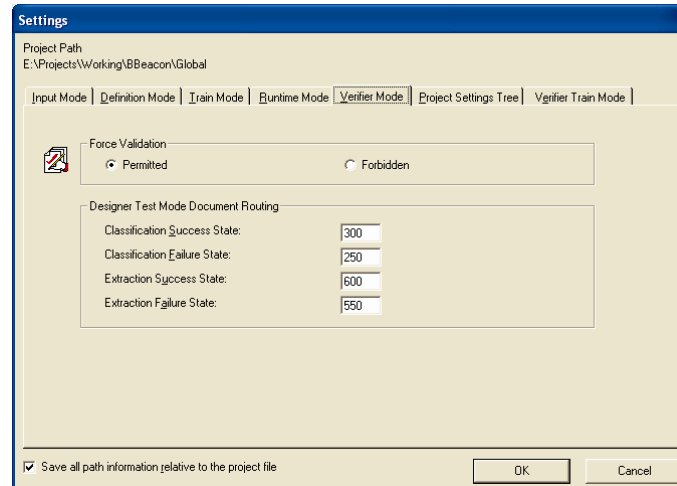 Settings
Project Path
E:\Projects\Working\BBeacon\Global
Input Mode Definition Mode Train Mode Runtime Mode Verifier Mode Project Settings Tree Verifier Train Mode
Force Validation
Permitted Forbidden
Designer Test Mode Document Routing
Classification Success State: 300
Classification Failure State: 250
Extraction Success State: 600
Extraction Failure State: 550
Save all path information relative to the project file OK Cancel